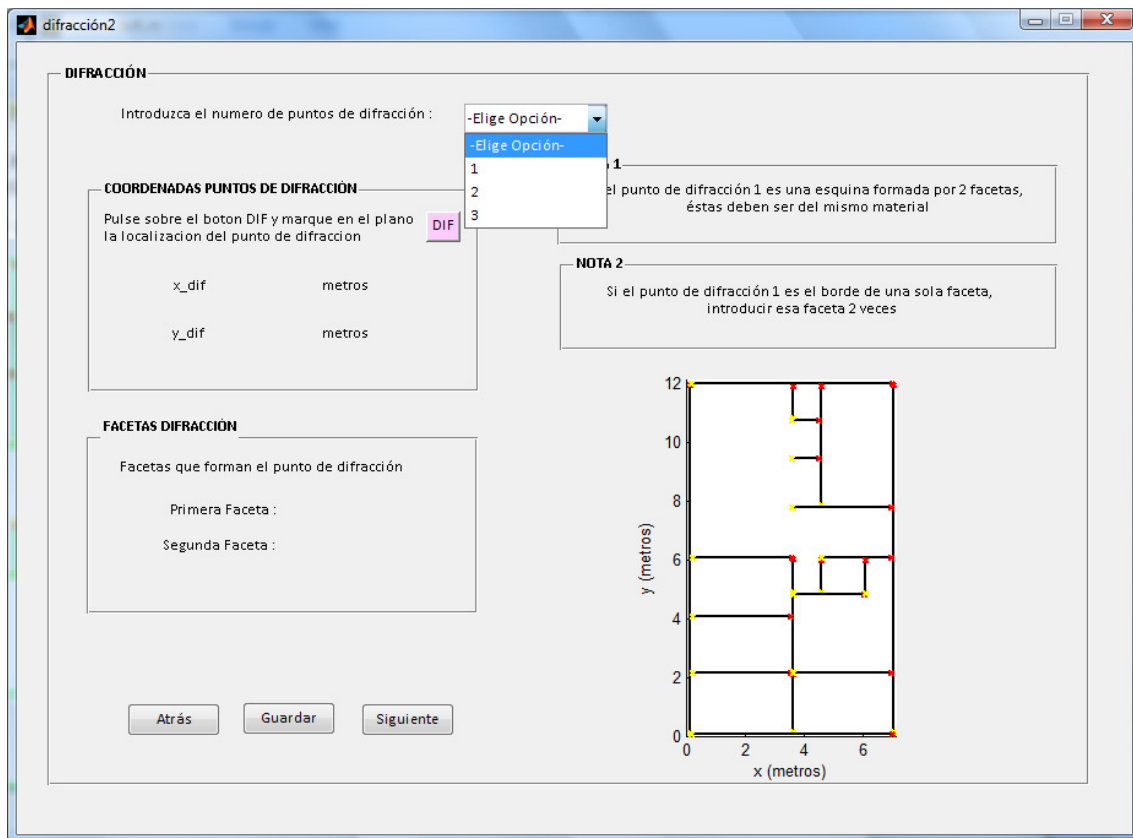 difracción2
DIFRACCIÓN
Introduzca el numero de puntos de difracción :
-Elige Opción-
-Elige Opción-
1
2
3
COORDENADAS PUNTOS DE DIFRACCIÓN
Pulse sobre el boton DIF y marque en el plano
la localizacion del punto de difraccion
DIF
x_dif metros
y_dif metros
1
el punto de difracción 1 es una esquina formada por 2 facetas,
éstas deben ser del mismo material
NOTA 2
Si el punto de difracción 1 es el borde de una sola faceta,
introducir esa faceta 2 veces
FACETAS DIFRACCIÓN
Facetas que forman el punto de difracción
Primera Faceta :
Segunda Faceta :
Atrás Guardar Siguiente
12
10
8
6
4
2
0
y (metros)
0 2 4 6
x (metros)